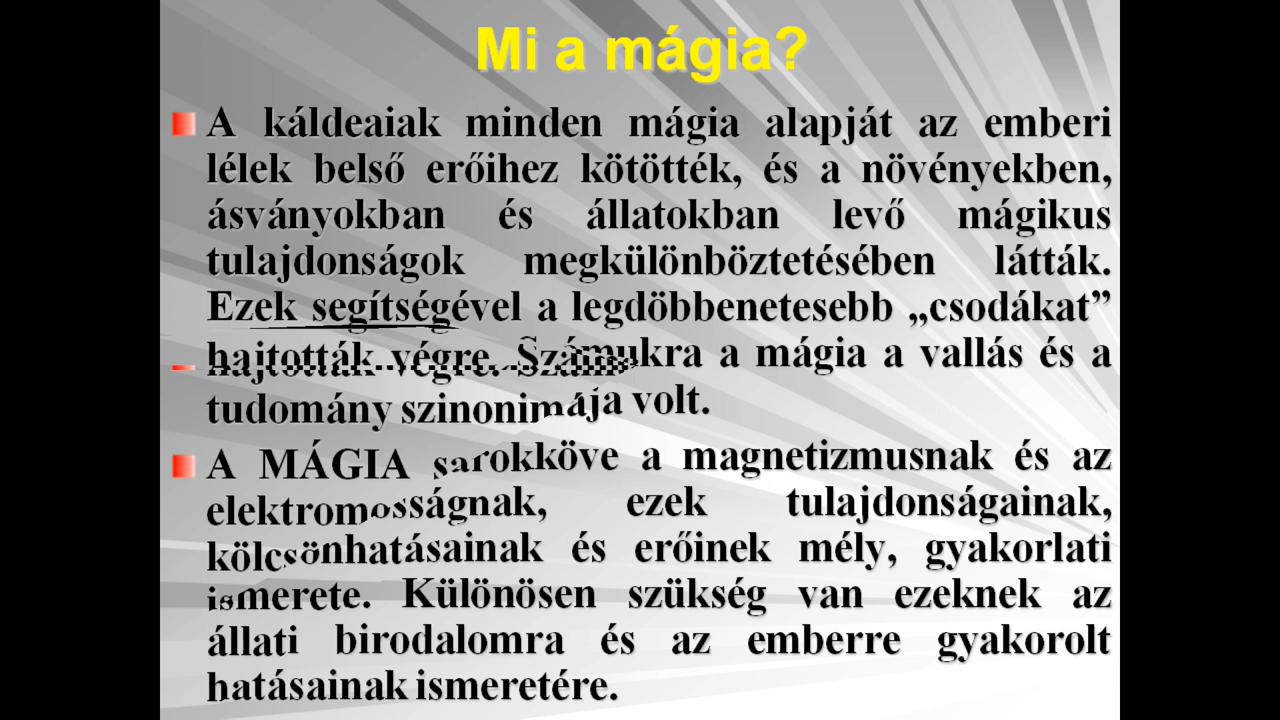 Mi a mágia?
A káldeaiak minden mágia alapját az emberi
lélek belső erőihez kötötték, és a növényekben,
ásványokban és állatokban levő mágikus
tulajdonságok megkülönböztetésében látták.
Ezek segítségével a legdöbbenetesebb „csodákat”
hajtották végre. Számukra a mágia a vallás és a
tudomány szinonimája volt.
A MÁGIA sarokköve a magnetizmusnak és az
elektromosságnak, ezek tulajdonságainak,
kölcsönhatásainak és erőinek mély, gyakorlati
ismerete. Különösen szükség van ezeknek az
állati birodalomra és az emberre gyakorolt
hatásainak ismeretére.